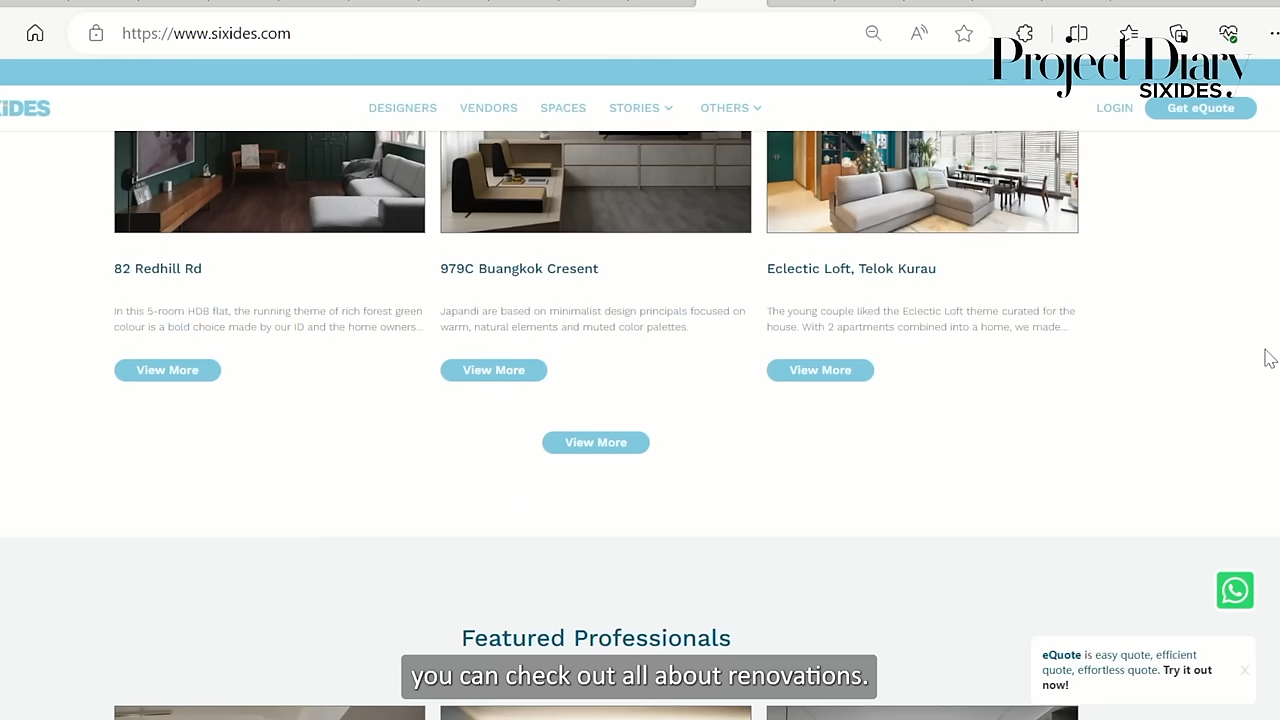 https://www.sixides.com
Project Diary
SIXIDES
DESIGNERS VENDORS SPACES STORIES OTHERS LOGIN Get eQuote
82 Redhill Rd
In this 5-room HDB flat, the running theme of rich forest green
colour is a bold choice made by our ID and the home owners...
View More
979C Buangkok Cresent
Japandi are based on minimalist design principals focused on
warm, natural elements and muted color palettes.
View More
Eclectic Loft, Telok Kurau
The young couple liked the Eclectic Loft theme curated for the
house. With 2 apartments combined into a home, we made...
View More
View More
Featured Professionals
you can check out all about renovations.
eQuote is easy quote, efficient
quote, effortless quote. Try it out
now!